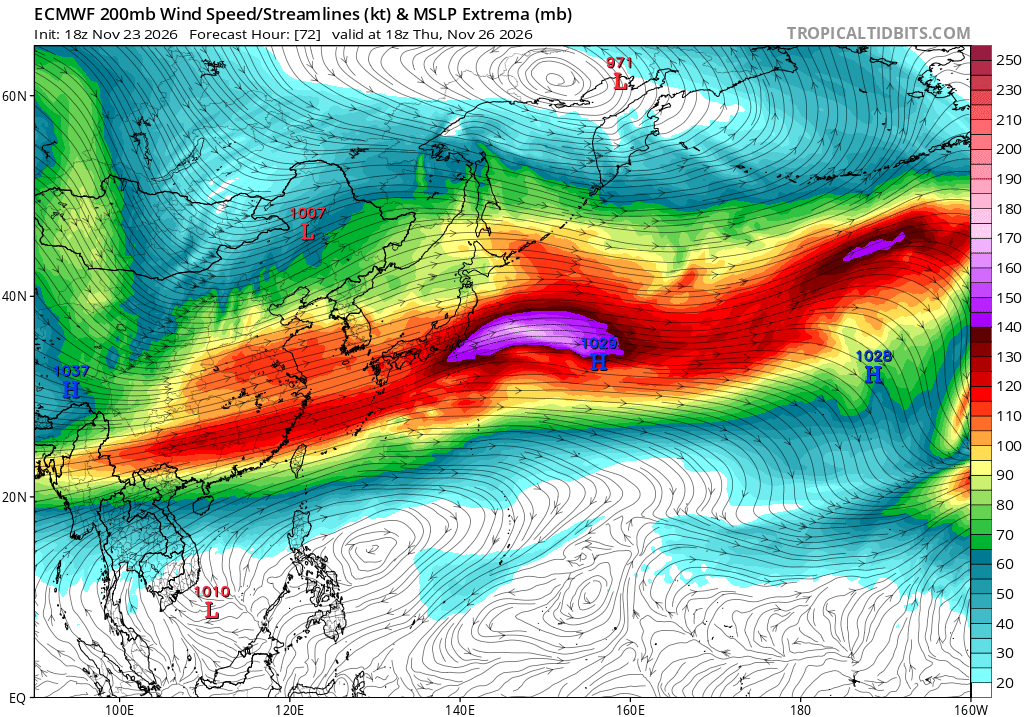 ECMWF 200mb Wind Speed/Streamlines (kt) & MSLP Extrema (mb)
Init: 18z Nov 23 2026   Forecast Hour: [72]   valid at 18z Thu, Nov 26 2026
TROPICALTIDBITS.COM
971
L
1007
L
1029
H
1028
H
1037
H
1010
L
60N
40N
20N
EQ
100E
120E
140E
160E
180
160W
250
230
210
200
190
180
170
160
150
140
130
120
110
100
90
80
70
60
50
40
30
20